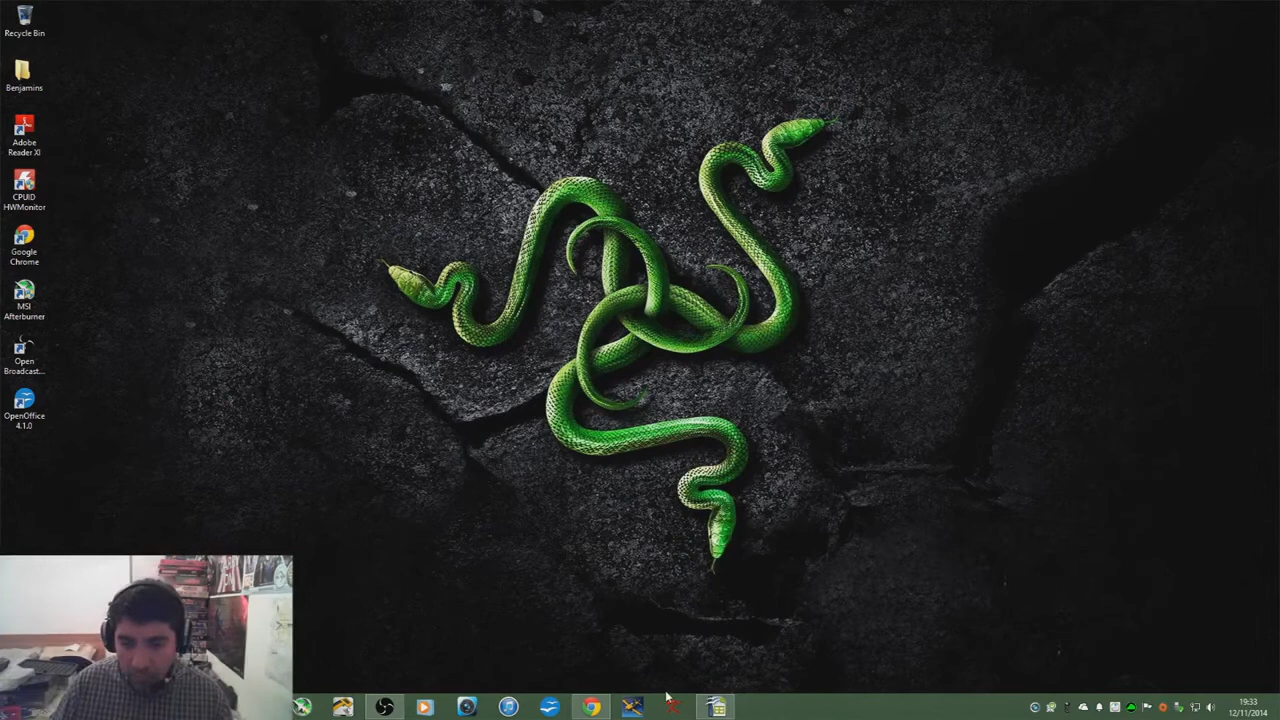 Recycle Bin
Benjamins
Adobe
Reader XI
CPUID
HWMonitor
Google
Chrome
MSI
Afterburner
Open
Broadcast...
OpenOffice
4.1.0
19:33
12/11/2014